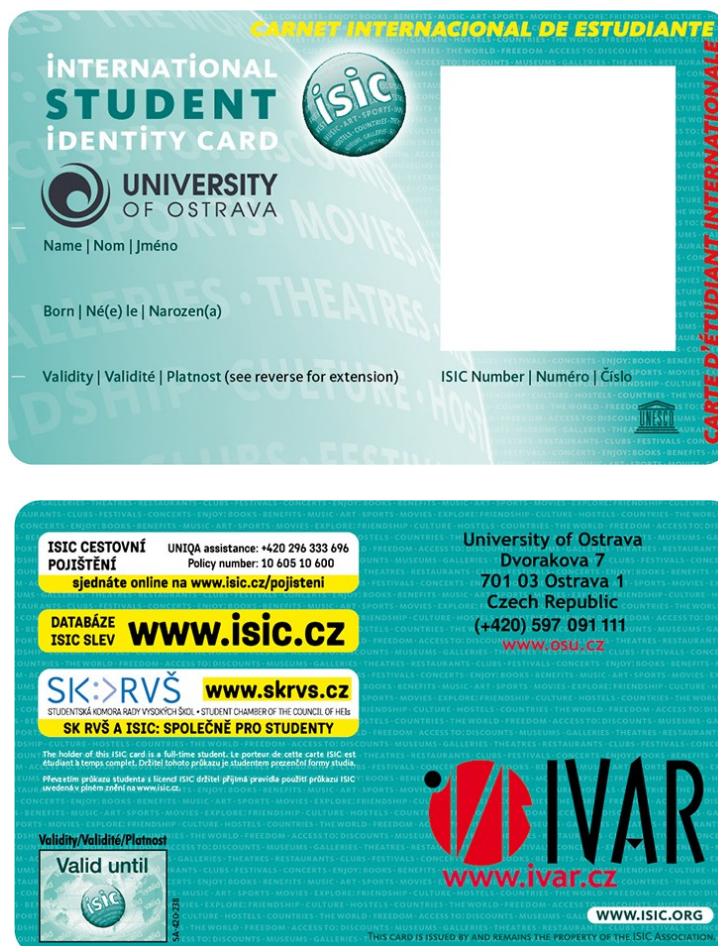 CARNET INTERNACIONAL DE ESTUDIANTE
iNTERNATiONAL
STUDENT
iDENTiTY CARD
isic
UNIVERSITY
OF OSTRAVA
Name | Nom | Jméno
Born | Né(e) le | Narozen(a)
Validity | Validité | Platnost (see reverse for extension)
ISIC Number | Numéro | Číslo
UNESCO
CARTE D'ÉTUDIANT INTERNATIONALE
ISIC CESTOVNÍ
POJIŠTĚNÍ
UNIQA assistance: +420 296 333 696
Policy number: 10 605 10 600
sjednáte online na www.isic.cz/pojisteni
DATABÁZE
ISIC SLEV
www.isic.cz
SK:>RVŠ
www.skrvs.cz
STUDENTSKÁ KOMORA RADY VYSOKÝCH ŠKOL • STUDENT CHAMBER OF THE COUNCIL OF HEIs
SK RVŠ A ISIC: SPOLEČNĚ PRO STUDENTY
The holder of this ISIC card is a full-time student. Le porteur de cette carte ISIC est
étudiant à temps complet. Držitel tohoto průkazu je studentem prezenční formy studia.
Převzetím průkazu studenta s licencí ISIC držitel přijímá pravidla použití průkazu ISIC
uvedená v plném znění na www.isic.cz.
Validity/Validité/Platnost
Valid until
isic
SA-420-238
University of Ostrava
Dvorakova 7
701 03 Ostrava 1
Czech Republic
(+420) 597 091 111
www.osu.cz
IVAR
www.ivar.cz
WWW.ISIC.ORG
THIS CARD IS ISSUED BY AND REMAINS THE PROPERTY OF THE ISIC ASSOCIATION.